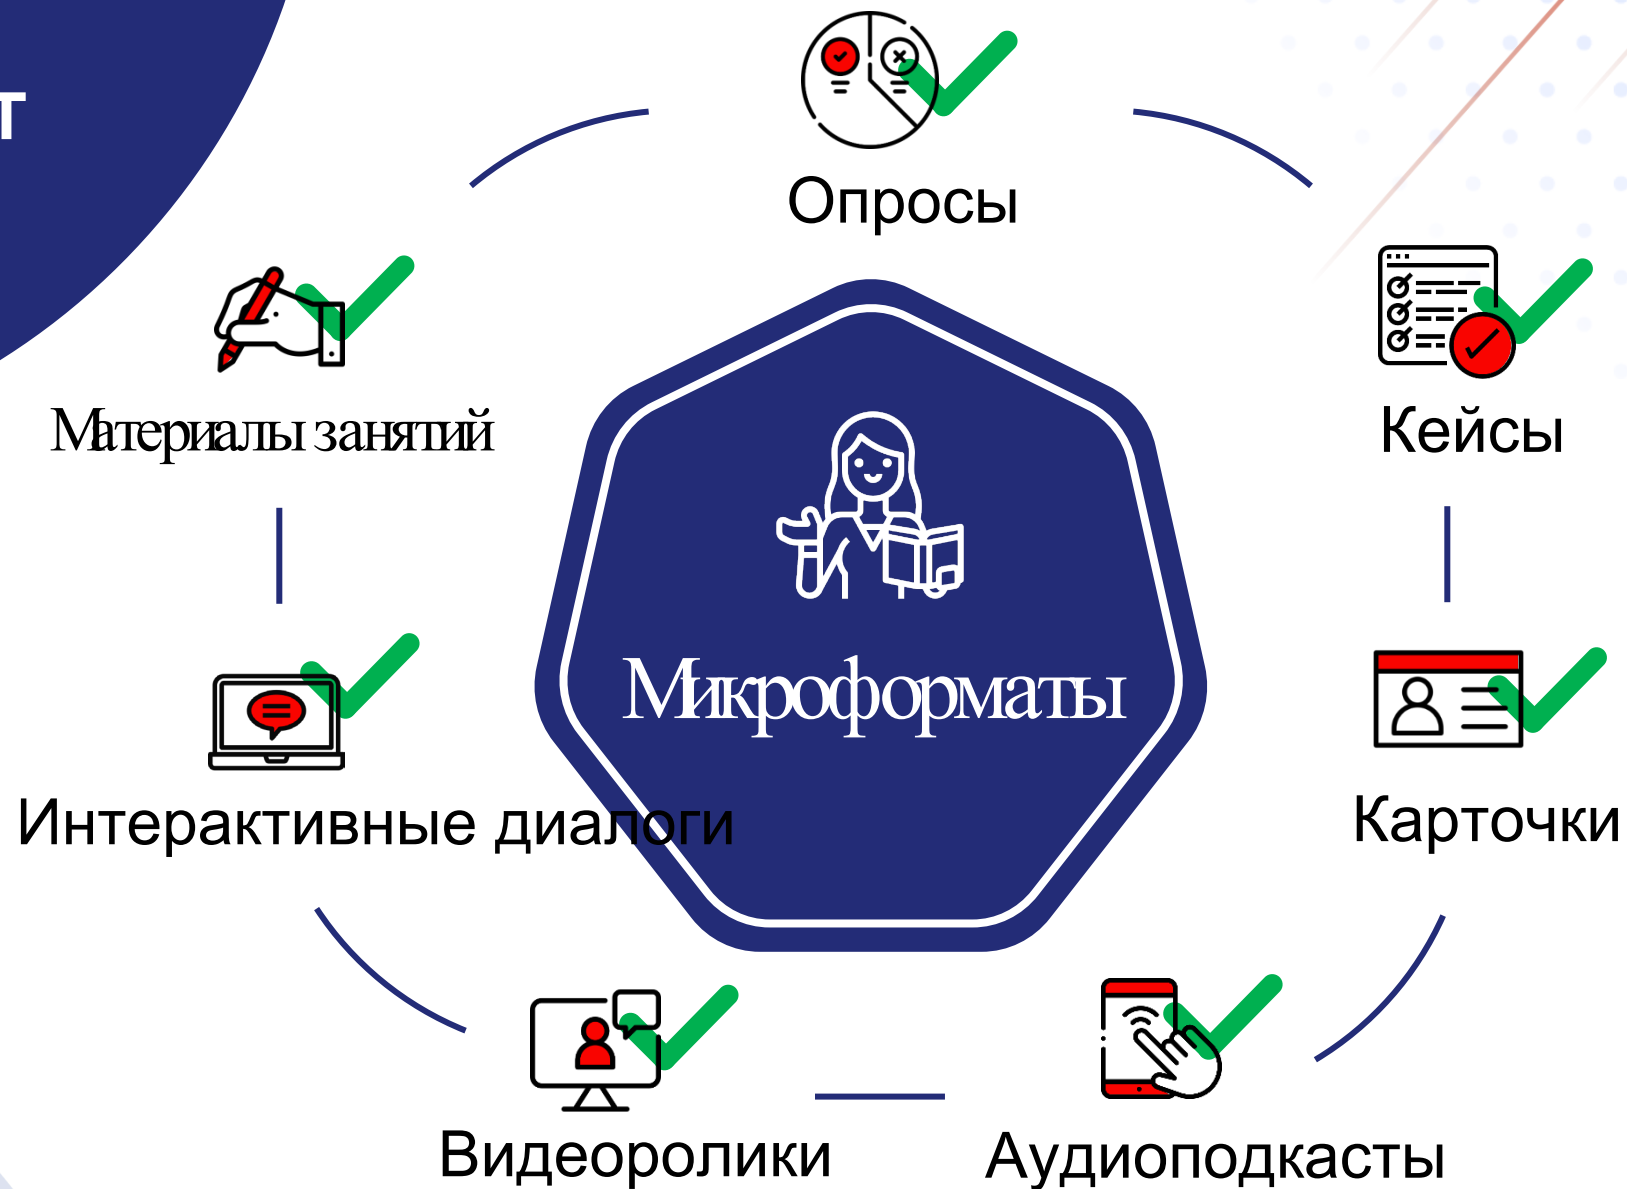 т
Опросы
Материалы занятий
Кейсы
Микроформаты
Интерактивные диалоги
Карточки
Видеоролики
Аудиоподкасты